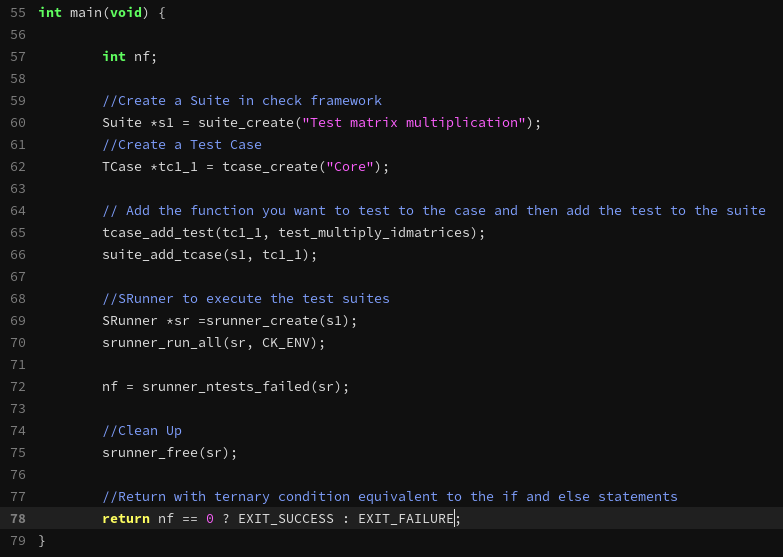 55 int main(void) {
56
57         int nf;
58
59         //Create a Suite in check framework
60         Suite *s1 = suite_create("Test matrix multiplication");
61         //Create a Test Case
62         TCase *tc1_1 = tcase_create("Core");
63
64         // Add the function you want to test to the case and then add the test to the suite
65         tcase_add_test(tc1_1, test_multiply_idmatrices);
66         suite_add_tcase(s1, tc1_1);
67
68         //SRunner to execute the test suites
69         SRunner *sr =srunner_create(s1);
70         srunner_run_all(sr, CK_ENV);
71
72         nf = srunner_ntests_failed(sr);
73
74         //Clean Up
75         srunner_free(sr);
76
77         //Return with ternary condition equivalent to the if and else statements
78         return nf == 0 ? EXIT_SUCCESS : EXIT_FAILURE;
79 }